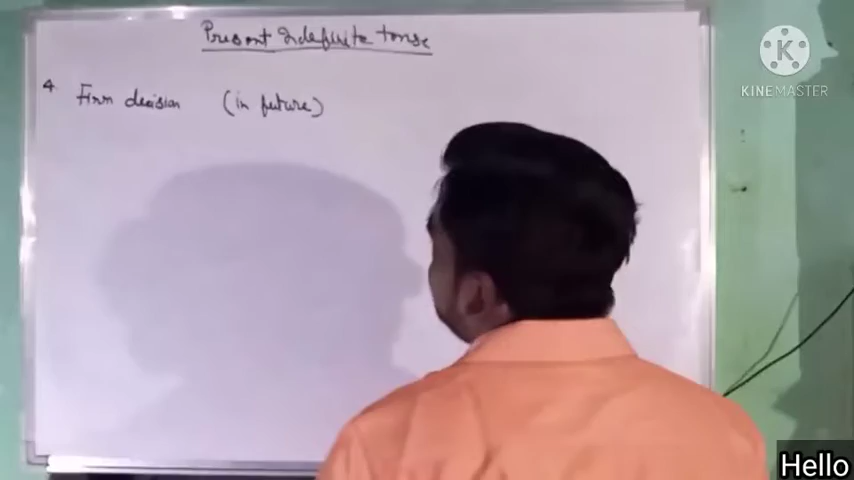 Present Indefinite tense
4. Firm decision (in future)
K
KINEMASTER
Hello